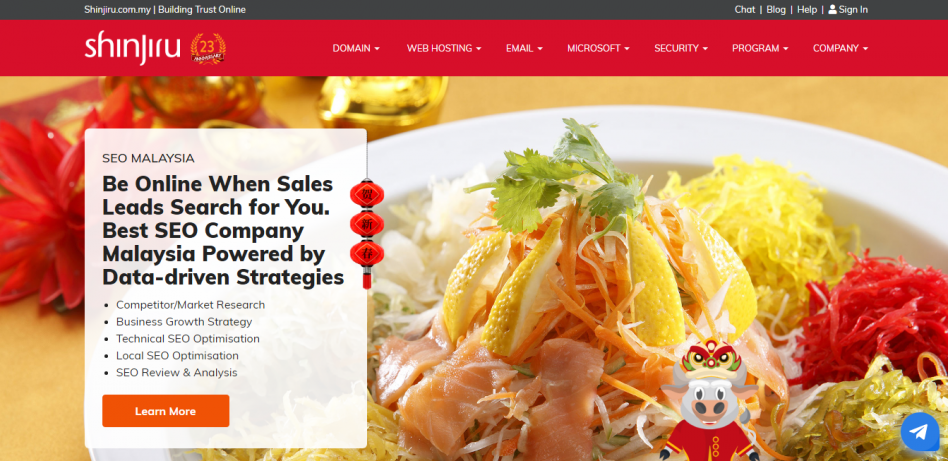 Shinjiru.com.my | Building Trust Online
Chat | Blog | Help | Sign In
shinjiru
23
ANNIVERSARY
DOMAIN WEB HOSTING EMAIL MICROSOFT SECURITY PROGRAM COMPANY
SEO MALAYSIA
Be Online When Sales
Leads Search for You.
Best SEO Company
Malaysia Powered by
Data-driven Strategies
Competitor/Market Research
Business Growth Strategy
Technical SEO Optimisation
Local SEO Optimisation
SEO Review & Analysis
Learn More
賀
新